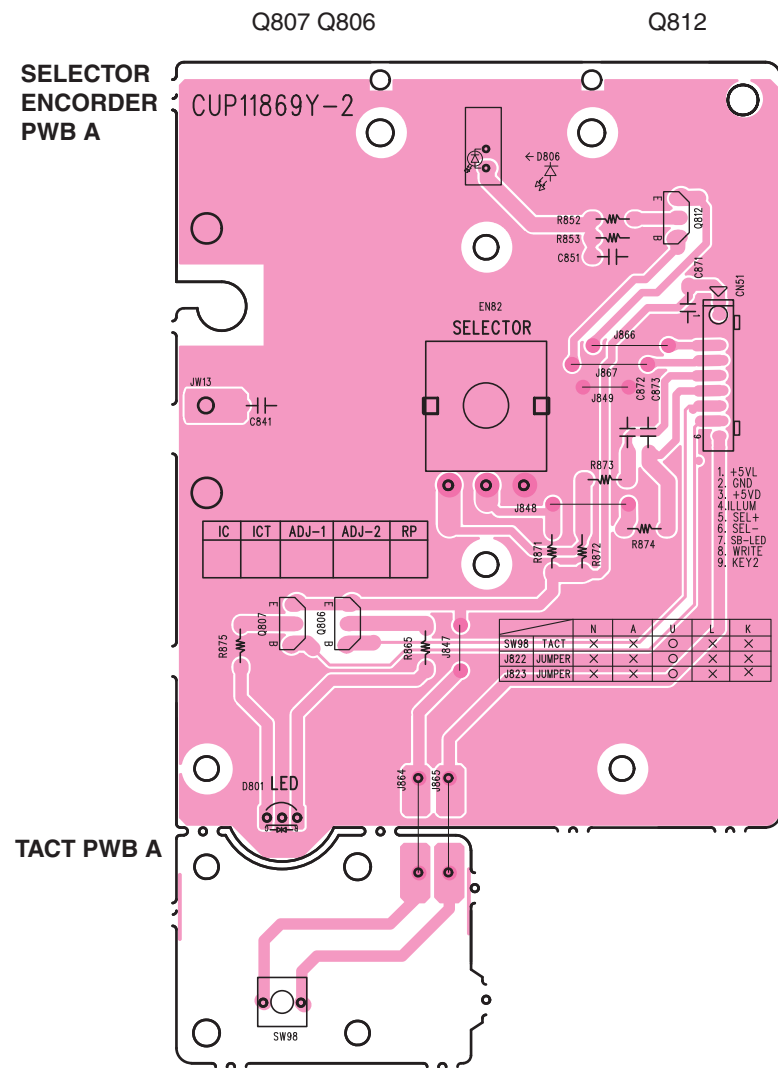 Q807 Q806
Q812
SELECTOR
ENCORDER
PWB A
CUP11869Y-2
←D806
R852
R853
C851
E
B
Q812
C871
CN51
1
EN82
SELECTOR
J866
J867
J849
C872
C873
JW13
C841
6
R873
J848
R871
R872
R874
1. +5VL
2. GND
3. +5VD
4.ILLUM
5. SEL+
6. SEL-
7. SB-LED
8. WRITE
9. KEY2
IC ICT ADJ-1 ADJ-2 RP
R875
Q807
E
B
Q806
E
B
R865
J847
N A U L K
SW98 TACT × × ○ × ×
J822 JUMPER × × ○ × ×
J823 JUMPER × × ○ × ×
D801 LED
J864
J865
TACT PWB A
SW98